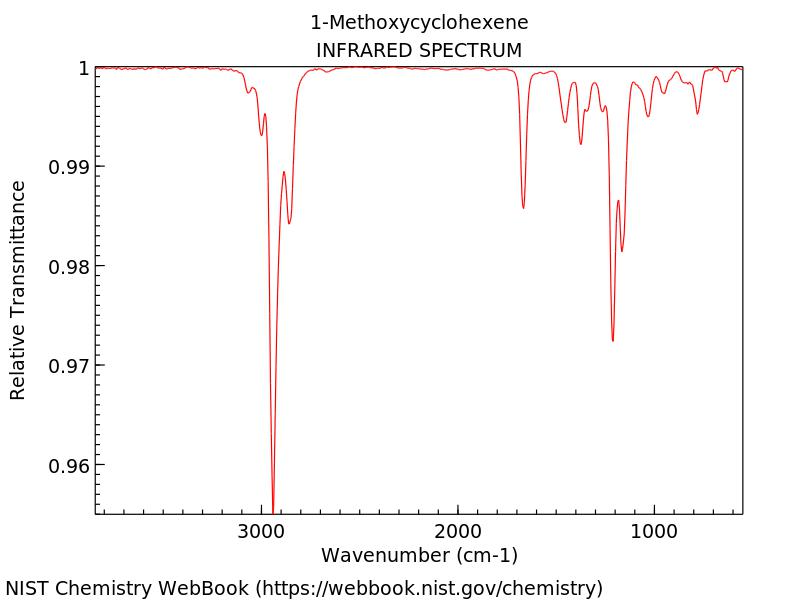 1-Methoxycyclohexene
INFRARED SPECTRUM
1
0.99
0.98
0.97
0.96
Relative Transmittance
3000 2000 1000
Wavenumber (cm-1)
NIST Chemistry WebBook (https://webbook.nist.gov/chemistry)